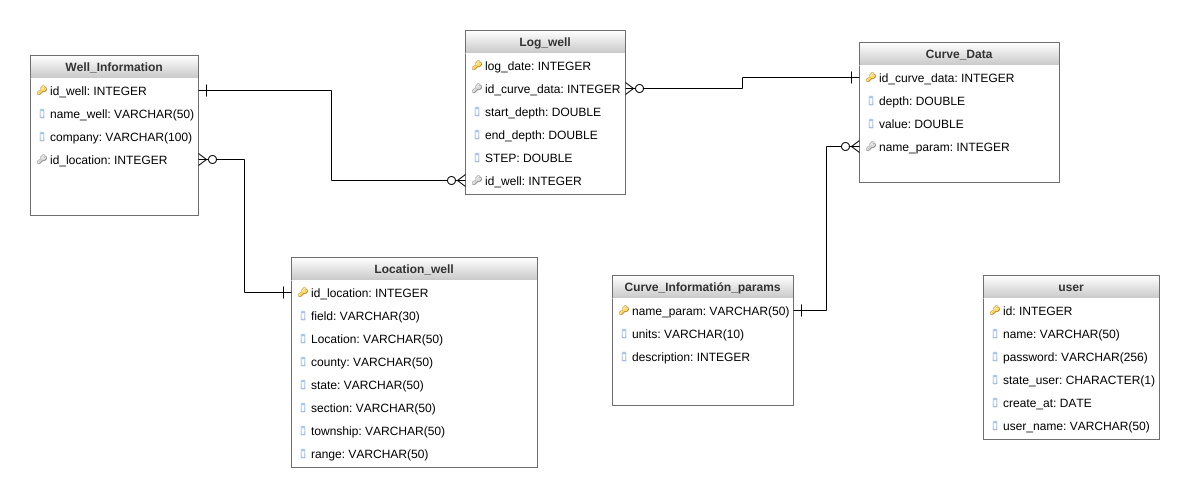 Well_Information
id_well: INTEGER
name_well: VARCHAR(50)
company: VARCHAR(100)
id_location: INTEGER
Log_well
log_date: INTEGER
id_curve_data: INTEGER
start_depth: DOUBLE
end_depth: DOUBLE
STEP: DOUBLE
id_well: INTEGER
Curve_Data
id_curve_data: INTEGER
depth: DOUBLE
value: DOUBLE
name_param: INTEGER
Location_well
id_location: INTEGER
field: VARCHAR(30)
Location: VARCHAR(50)
county: VARCHAR(50)
state: VARCHAR(50)
section: VARCHAR(50)
township: VARCHAR(50)
range: VARCHAR(50)
Curve_Informatión_params
name_param: VARCHAR(50)
units: VARCHAR(10)
description: INTEGER
user
id: INTEGER
name: VARCHAR(50)
password: VARCHAR(256)
state_user: CHARACTER(1)
create_at: DATE
user_name: VARCHAR(50)